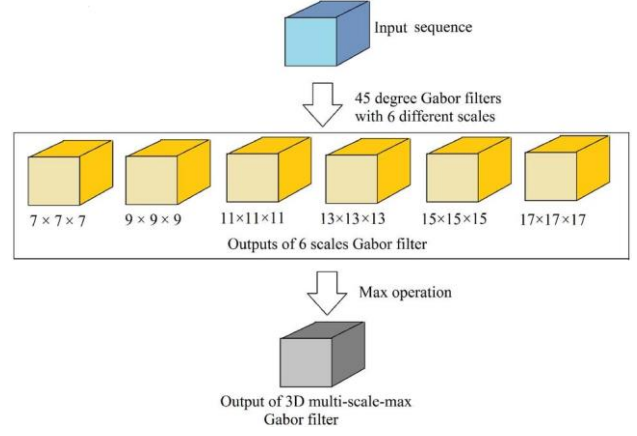 Input sequence
45 degree Gabor filters
with 6 different scales
7 × 7 × 7 9 × 9 × 9 11×11×11 13×13×13 15×15×15 17×17×17
Outputs of 6 scales Gabor filter
Max operation
Output of 3D multi-scale-max
Gabor filter